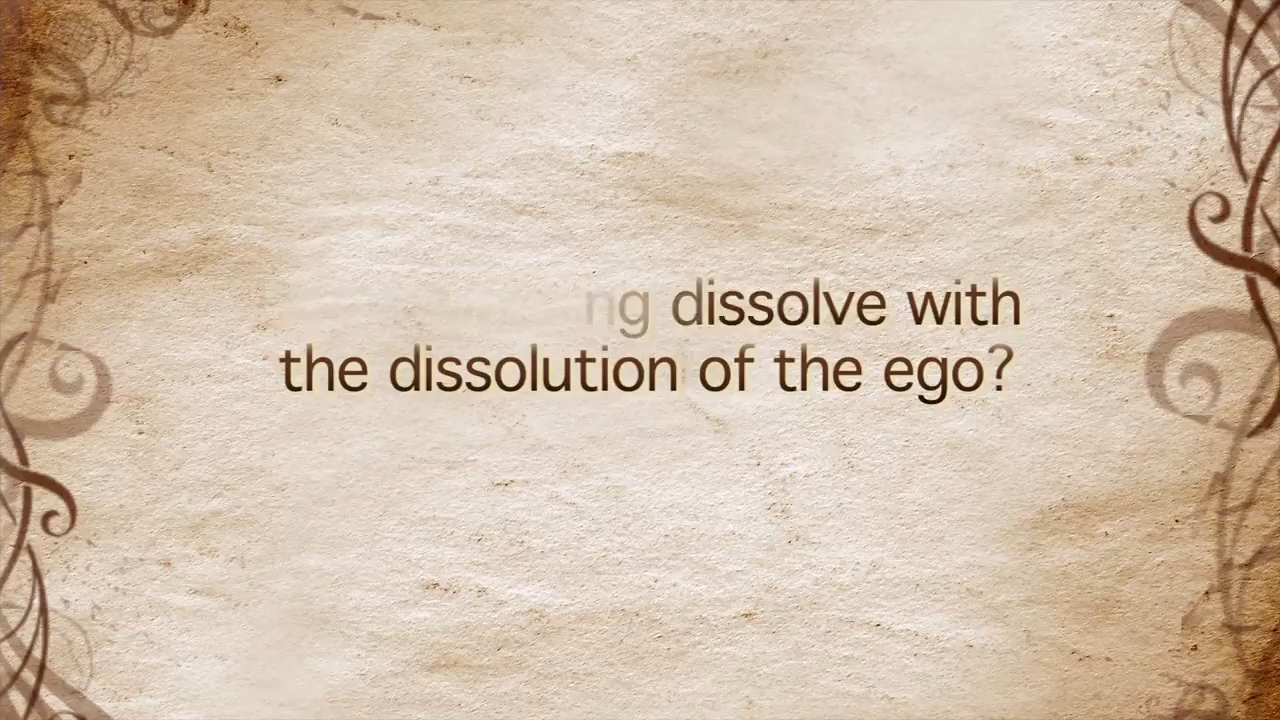 ng dissolve with
the dissolution of the ego?